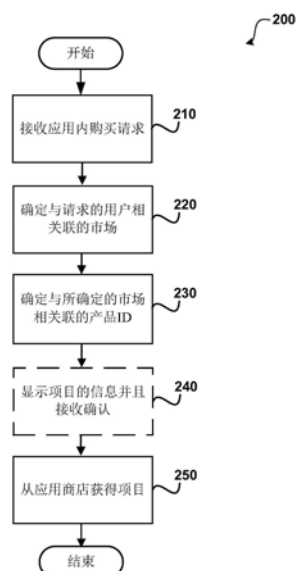 200
开始
接收应用内购买请求
210
确定与请求的用户相
关联的市场
220
确定与所确定的市场
相关联的产品ID
230
显示项目的信息并且
接收确认
240
从应用商店获得项目
250
结束